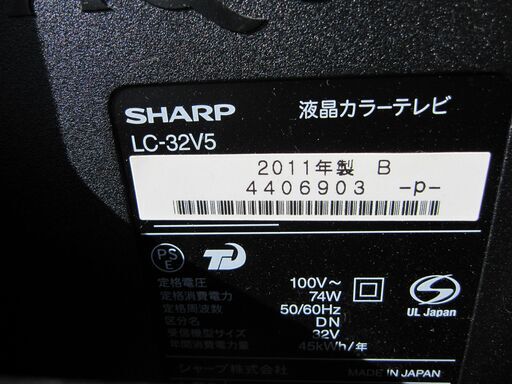 SHARP 液晶カラーテレビ
LC-32V5
2011年製 B
4406903 -p-
PS
E
定格電圧 100V~
定格消費電力 74W
定格周波数 50/60Hz
区分名 DN
受信機型サイズ 32V
年間消費電力量 45kWh/年
UL Japan
シャープ株式会社 MADE IN JAPAN